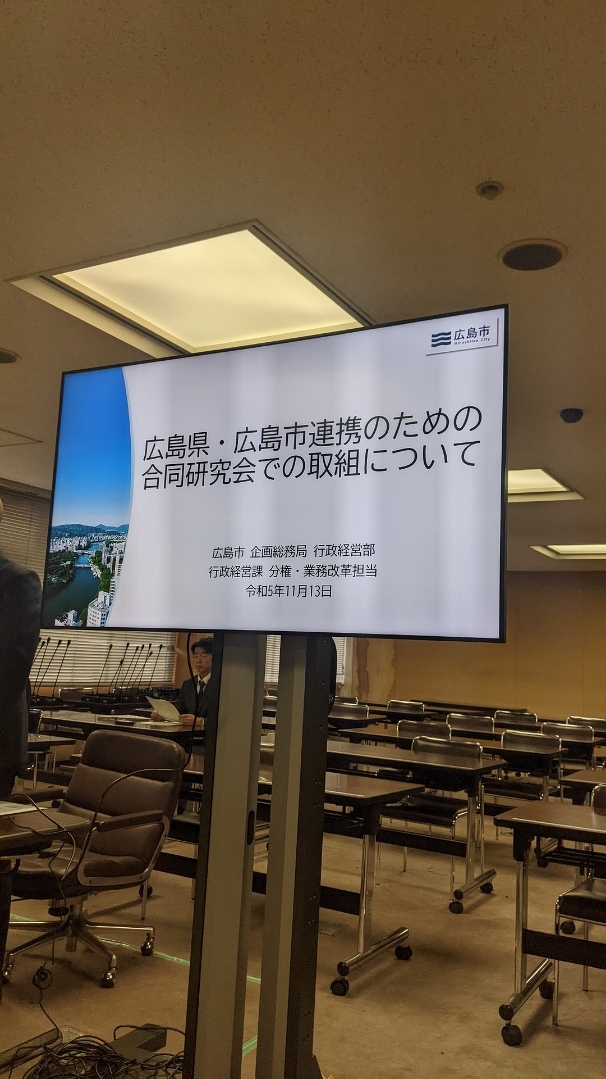 広島市
Hiroshima City
広島県・広島市連携のための
合同研究会での取組について
広島市 企画総務局 行政経営部
行政経営課 分権・業務改革担当
令和5年11月13日